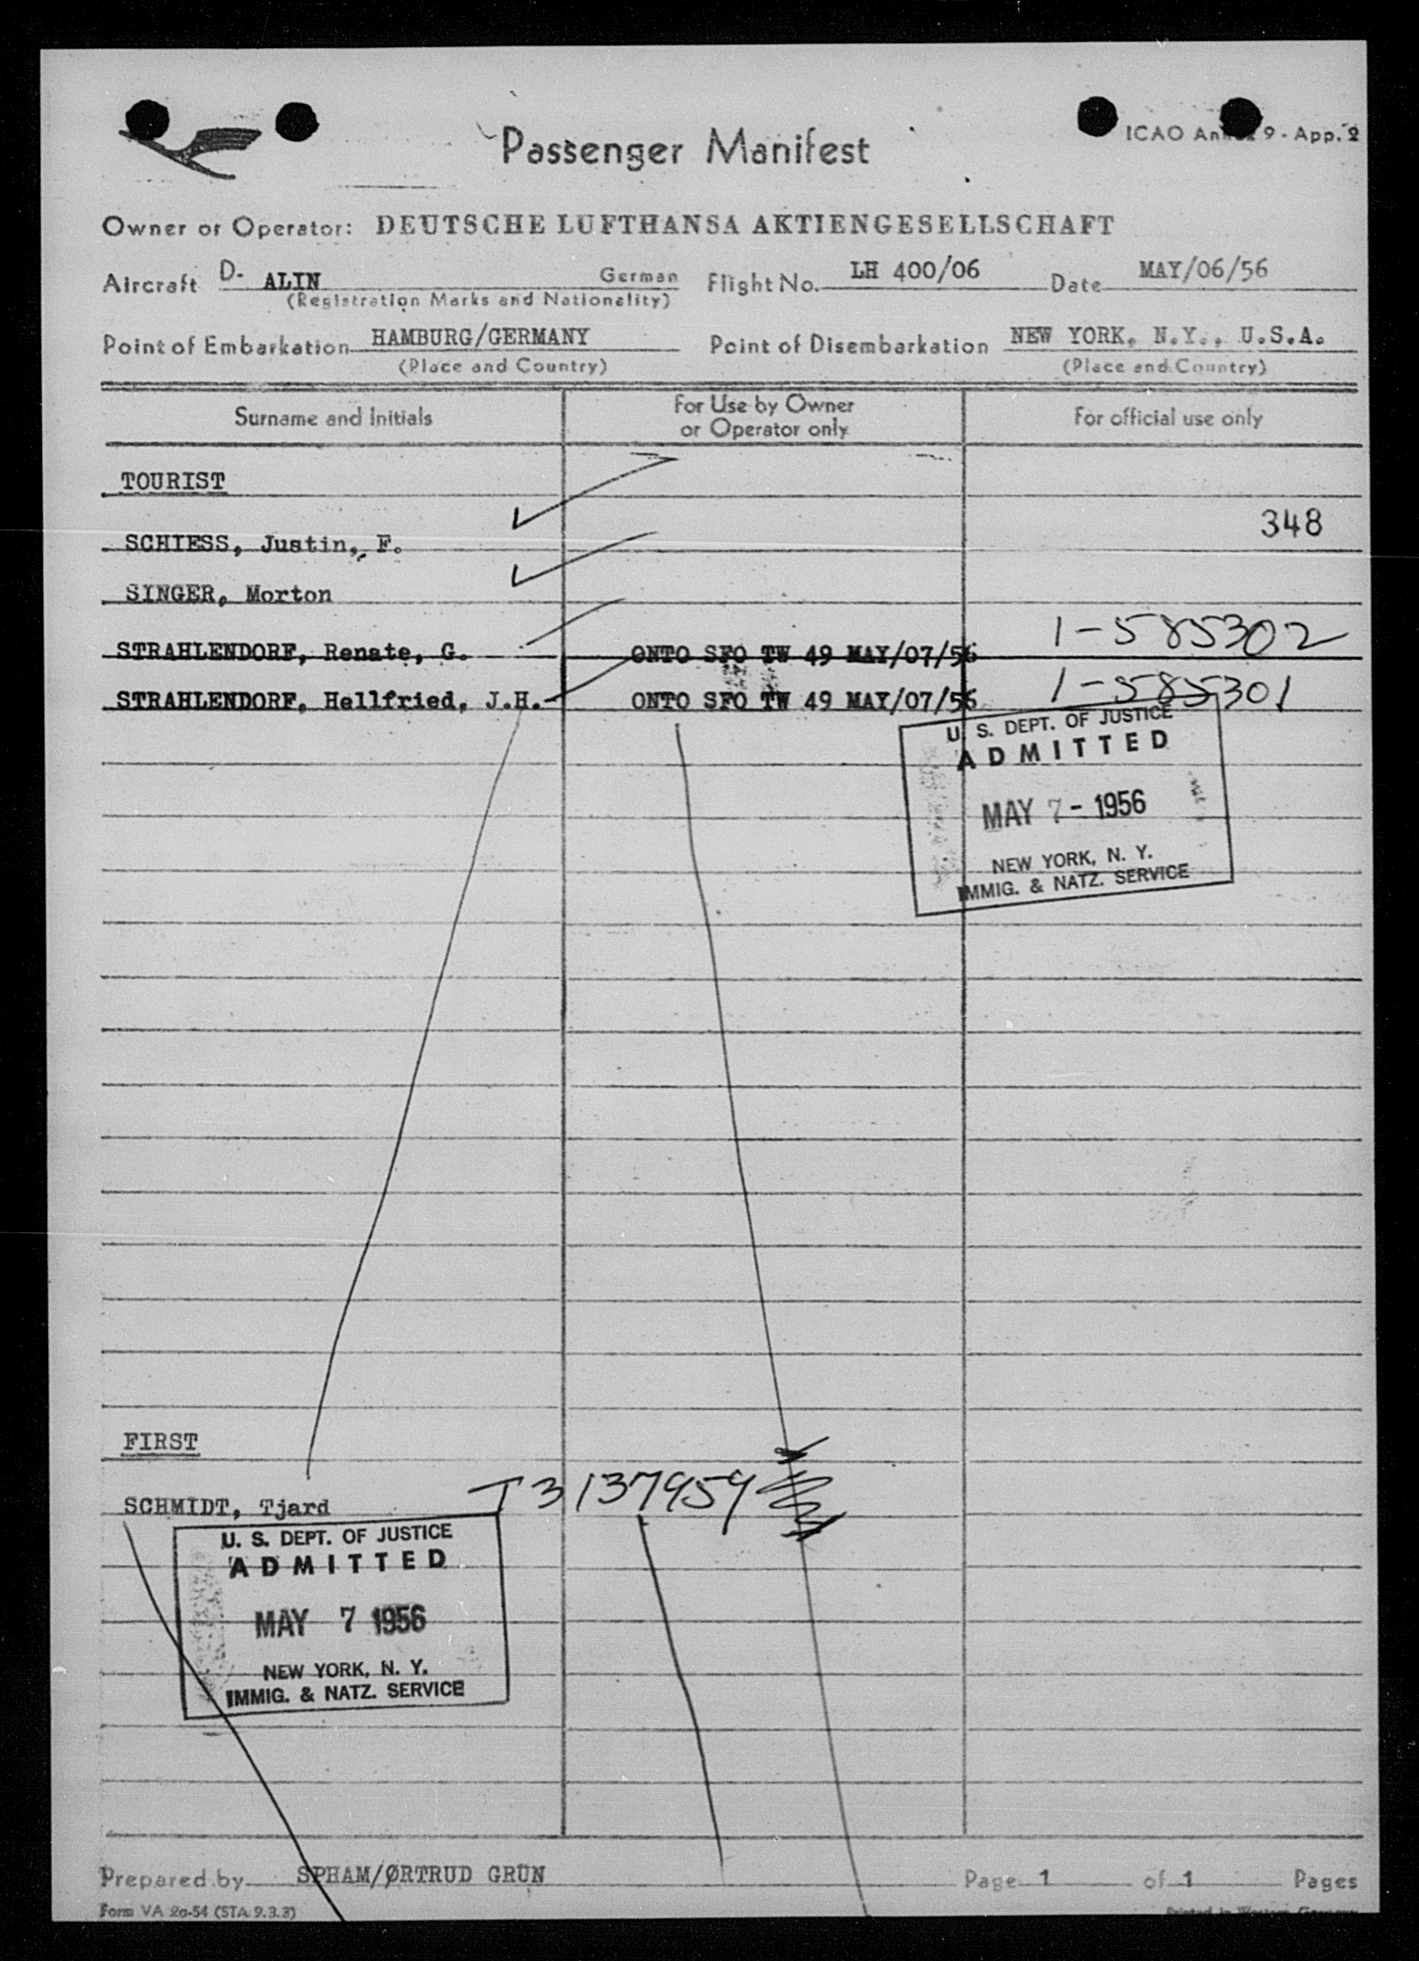 Passenger Manifest
ICAO Annex 9 - App. 2
Owner or Operator: DEUTSCHE LUFTHANSA AKTIENGESELLSCHAFT
Aircraft D- ALIN German Flight No. LH 400/06 Date MAY/06/56
(Registration Marks and Nationality)
Point of Embarkation HAMBURG/GERMANY Point of Disembarkation NEW YORK, N.Y., U.S.A.
(Place and Country) (Place and Country)
Surname and Initials For Use by Owner or Operator only For official use only
TOURIST
348
SCHIESS, Justin, F.
SINGER, Morton
STRAHLENDORF, Renate, G. ONTO SFO TW 49 MAY/07/56 1-585302
STRAHLENDORF, Hellfried, J.H. ONTO SFO TW 49 MAY/07/56 1-585301
U. S. DEPT. OF JUSTICE
ADMITTED
MAY 7 - 1956
NEW YORK, N. Y.
IMMIG. & NATZ. SERVICE
FIRST
SCHMIDT, Tjard T3137959
U. S. DEPT. OF JUSTICE
ADMITTED
MAY 7 1956
NEW YORK, N. Y.
IMMIG. & NATZ. SERVICE
Prepared by SPHAM/ØRTRUD GRÜN Page 1 of 1 Pages
Form VA 2a-54 (STA 9.3.3) Printed in Western Germany